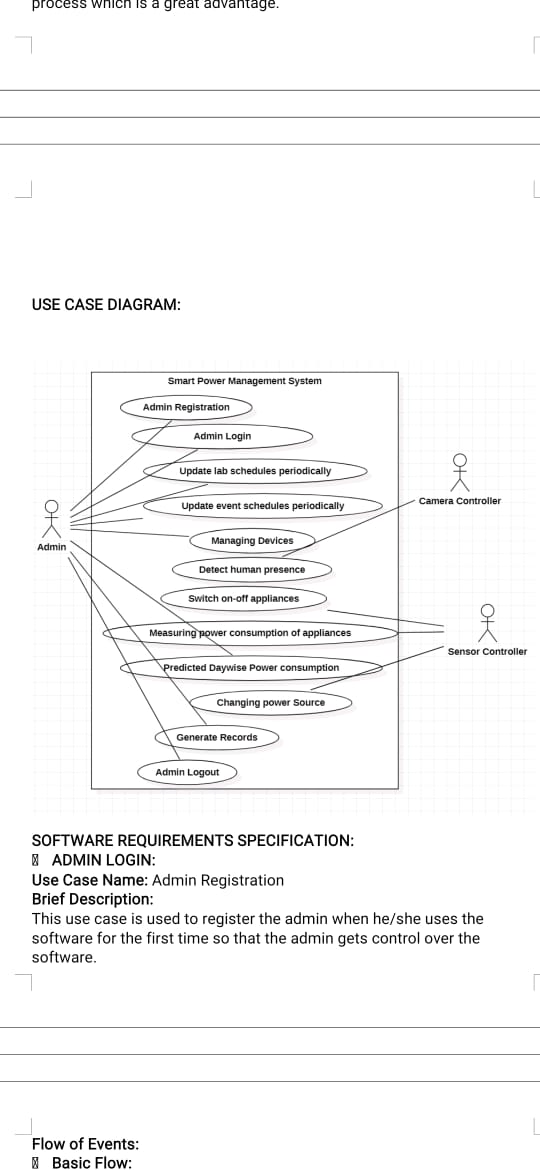 process which is a great advantage.
USE CASE DIAGRAM:
Smart Power Management System
Admin Registration
Admin Login
Update lab schedules periodically
Update event schedules periodically
Camera Controller
Managing Devices
Admin
Detect human presence
Switch on-off appliances
Measuring power consumption of appliances
Sensor Controller
Predicted Daywise Power consumption
Changing power Source
Generate Records
Admin Logout
SOFTWARE REQUIREMENTS SPECIFICATION:
ADMIN LOGIN:
Use Case Name: Admin Registration
Brief Description:
This use case is used to register the admin when he/she uses the
software for the first time so that the admin gets control over the
software.
Flow of Events:
Basic Flow: